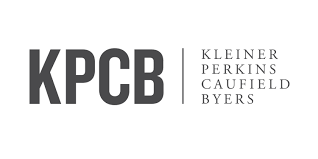 KPCB
KLEINER
PERKINS
CAUFIELD
BYERS